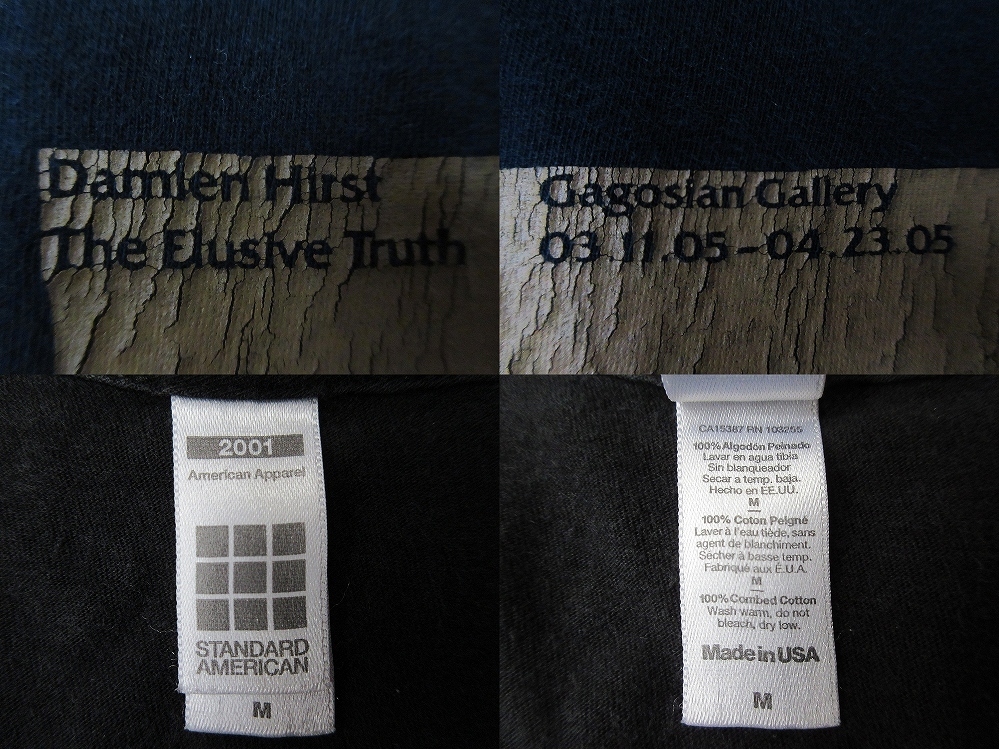 Damien Hirst
The Elusive Truth
Gagosian Gallery
03.11.05-04.23.05
2001
American Apparel
STANDARD
AMERICAN
M
CA15387 RN 103255
100% Algodón Peinado
Lavar en agua tibia
Sin blanqueador
Secar a temp. baja.
Hecho en EE.UU.
M
100% Coton Peigné
Laver à l'eau tiède, sans
agent de blanchiment.
Sécher à basse temp.
Fabriqué aux É.U.A.
M
100% Combed Cotton
Wash warm, do not
bleach, dry low.
Made in USA
M